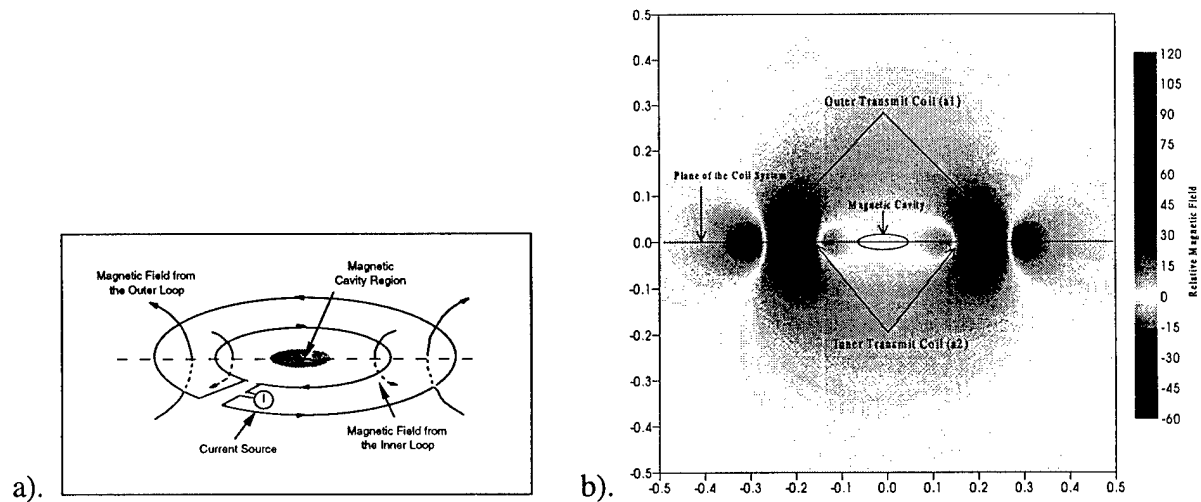 a).
Magnetic Field from
the Outer Loop
Magnetic
Cavity Region
I
Current Source
Magnetic Field from
the Inner Loop
b).
0.5
0.4
0.3
0.2
0.1
0.0
-0.1
-0.2
-0.3
-0.4
-0.5
-0.5 -0.4 -0.3 -0.2 -0.1 0.0 0.1 0.2 0.3 0.4 0.5
Outer Transmit Coil (a1)
Plane of the Coil System
Magnetic Cavity
Inner Transmit Coil (a2)
120
105
90
75
60
45
30
15
0
-15
-30
-45
-60
Relative Magnetic Field